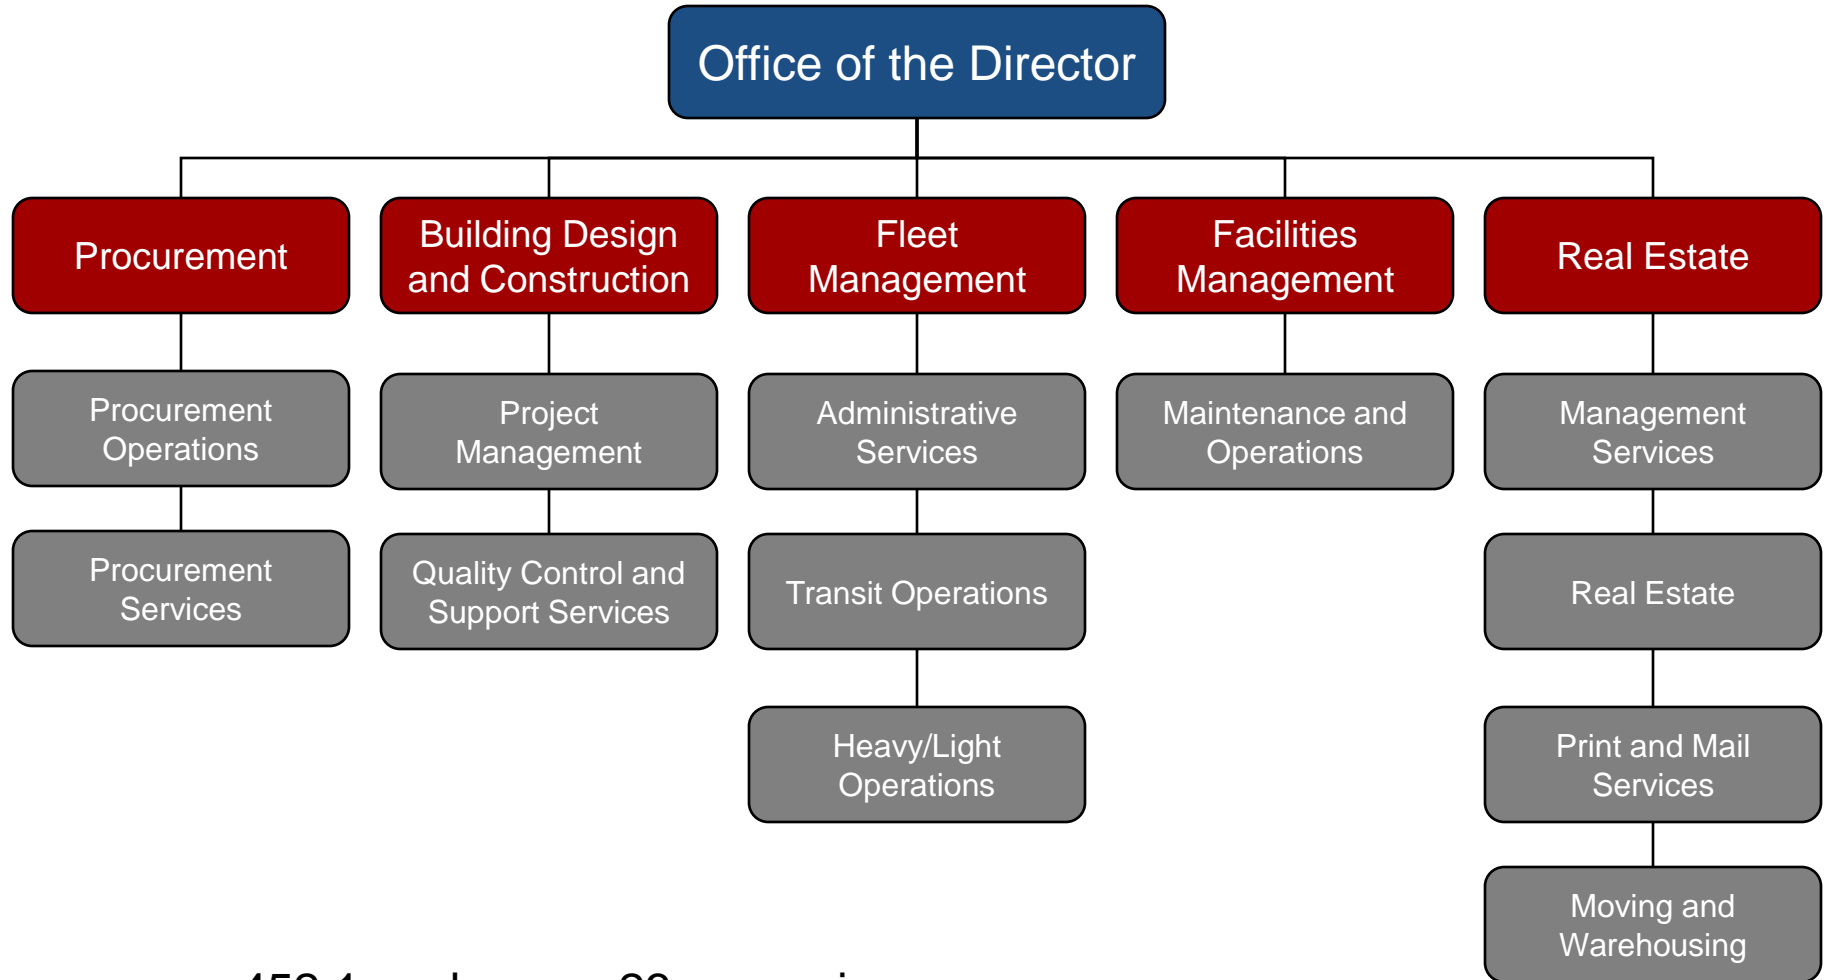 Office of the Director
Procurement
Building Design
and Construction
Fleet
Management
Facilities
Management
Real Estate
Procurement
Operations
Project
Management
Administrative
Services
Maintenance and
Operations
Management
Services
Procurement
Services
Quality Control and
Support Services
Transit Operations
Real Estate
Heavy/Light
Operations
Print and Mail
Services
Moving and
Warehousing